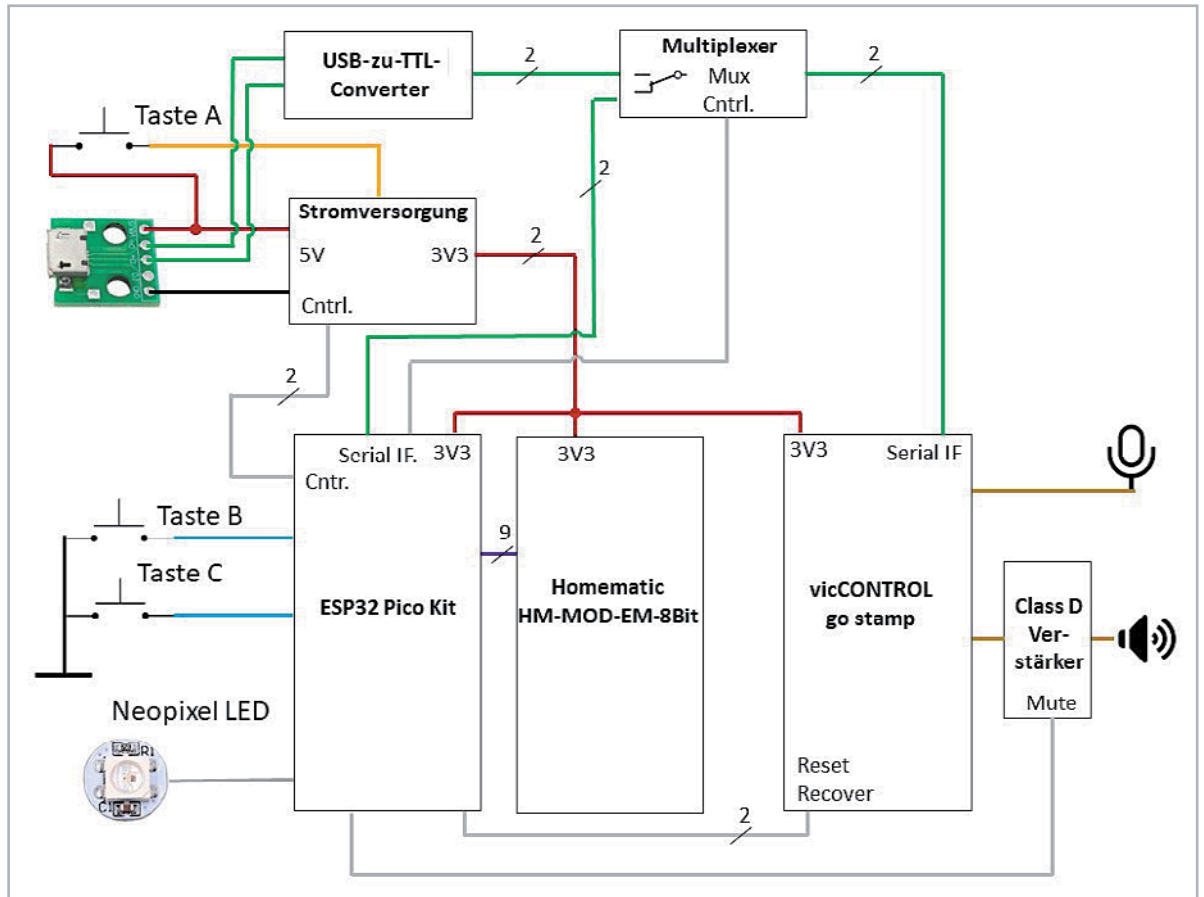 USB-zu-TTL-
Converter
2
Multiplexer
Mux
Cntrl.
2
Taste A
2
Stromversorgung
5V
3V3
Cntrl.
2
2
Serial IF.
3V3
Cntr.
ESP32 Pico Kit
3V3
Homematic
HM-MOD-EM-8Bit
9
3V3
Serial IF
vicCONTROL
go stamp
Reset
Recover
Taste B
Taste C
Class D
Ver-
stärker
Mute
Neopixel LED
R1
C1
2